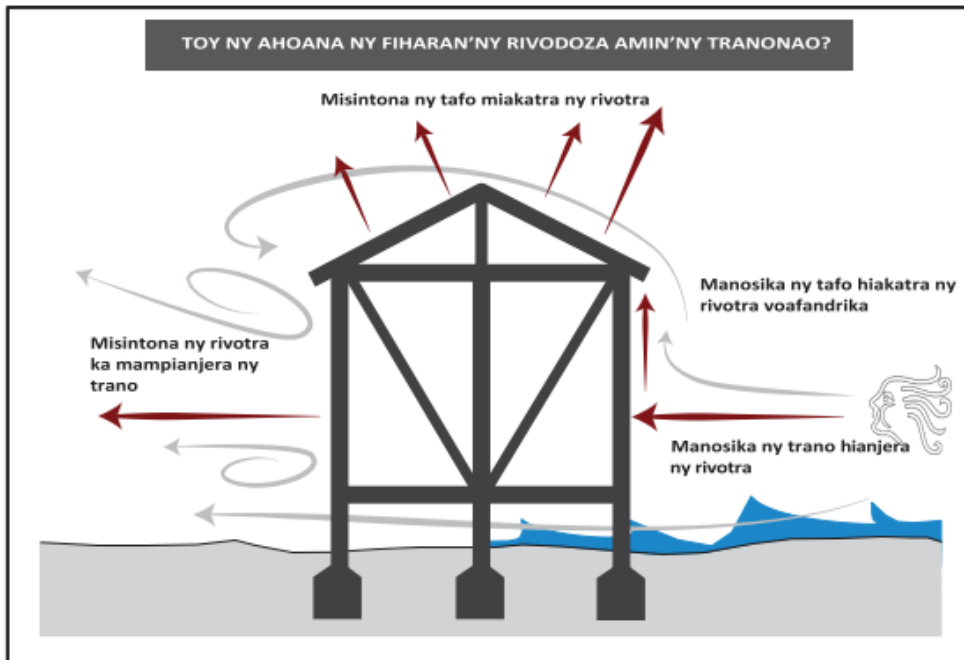 TOY NY AHOANA NY FIHARAN'NY RIVODOZA AMIN'NY TRANONAO?
Misintona ny tafo miakatra ny rivotra
Manosika ny tafo hiakatra ny
rivotra voafandrika
Misintona ny rivotra
ka mampianjera ny
trano
Manosika ny trano hianjera
ny rivotra